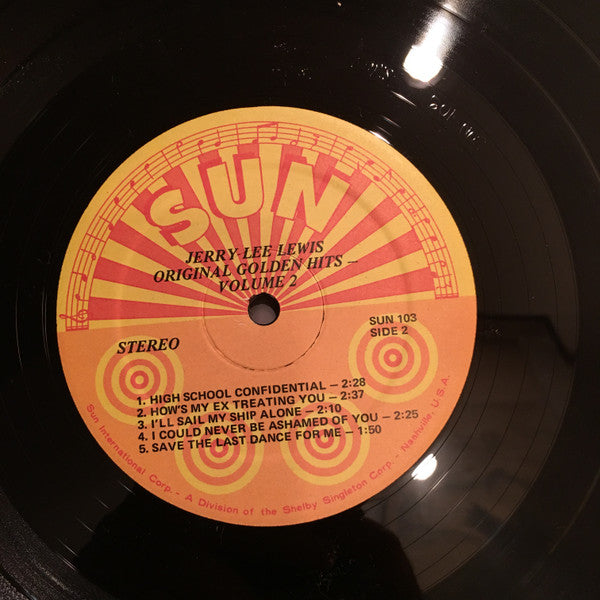 SUN
JERRY LEE LEWIS
ORIGINAL GOLDEN HITS —
VOLUME 2
STEREO
SUN 103
SIDE 2
1. HIGH SCHOOL CONFIDENTIAL — 2:28
2. HOW'S MY EX TREATING YOU — 2:37
3. I'LL SAIL MY SHIP ALONE — 2:10
4. I COULD NEVER BE ASHAMED OF YOU — 2:25
5. SAVE THE LAST DANCE FOR ME — 1:50
Sun International Corp. - A Division of the Shelby Singleton Corp. - Nashville, U.S.A.